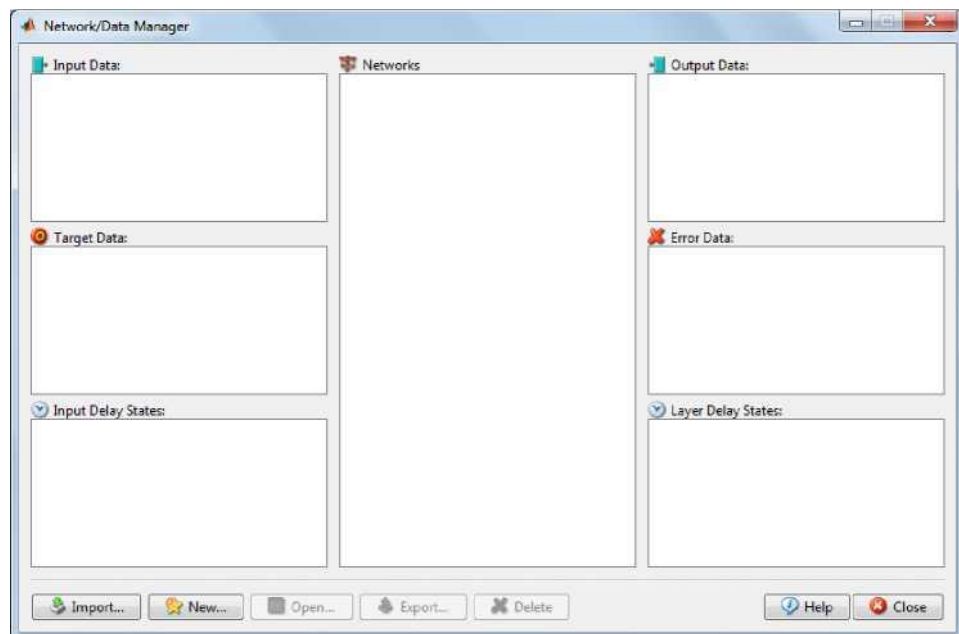 Network/Data Manager
Input Data:
Networks
Output Data:
Target Data:
Error Data:
Input Delay States:
Layer Delay States:
Import...
New...
Open...
Export...
Delete
Help
Close